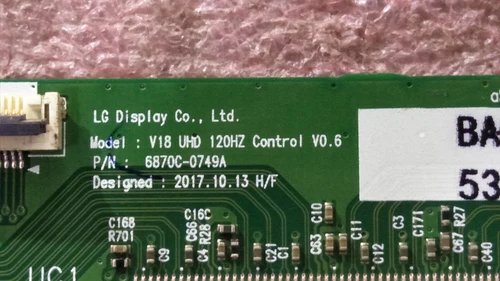 LG Display Co., Ltd.
Model : V18 UHD 120HZ Control V0.6
P/N : 6870C-0749A
Designed : 2017.10.13 H/F
BA
53
C168
R701
C9
C16C
C66
R28
C4
C21
C1
C10
C63
C11
C12
C3
C171
R27
C67
C40
UC1